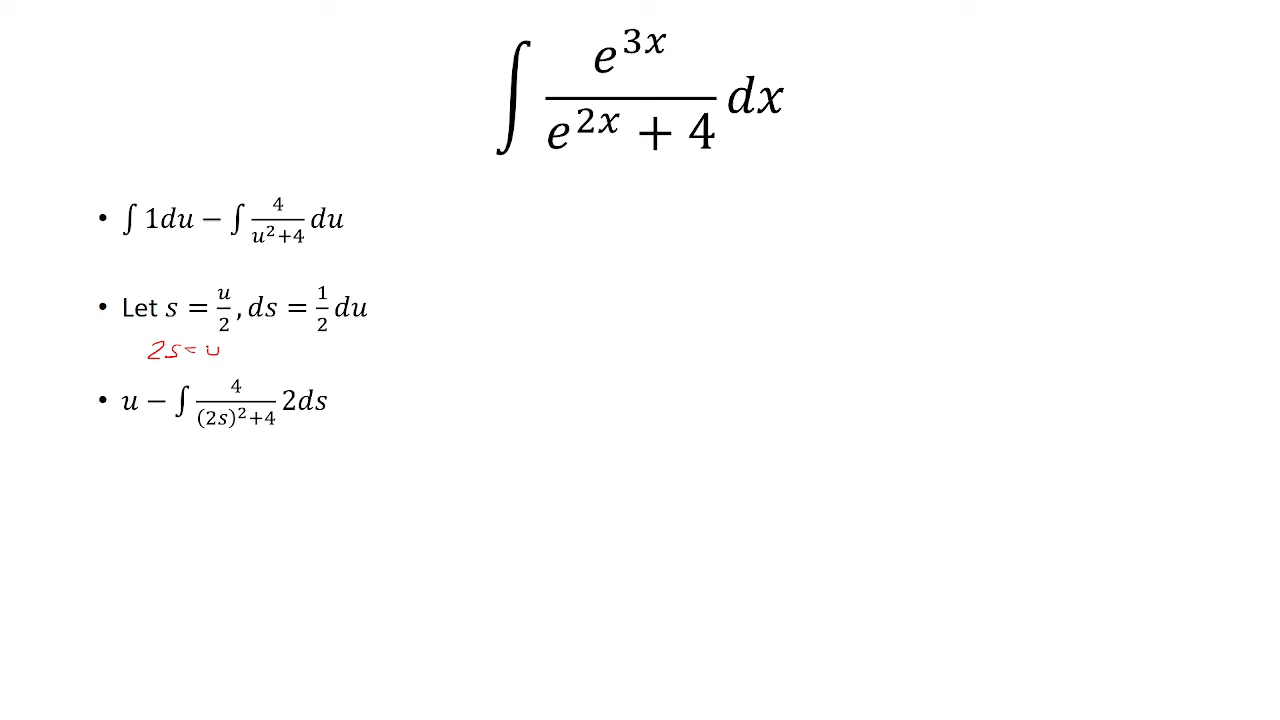 ∫ e^{3x}/(e^{2x} + 4) dx
• ∫ 1du − ∫ 4/(u²+4) du
• Let s = u/2, ds = 1/2 du
2s = u
• u − ∫ 4/((2s)²+4) 2ds